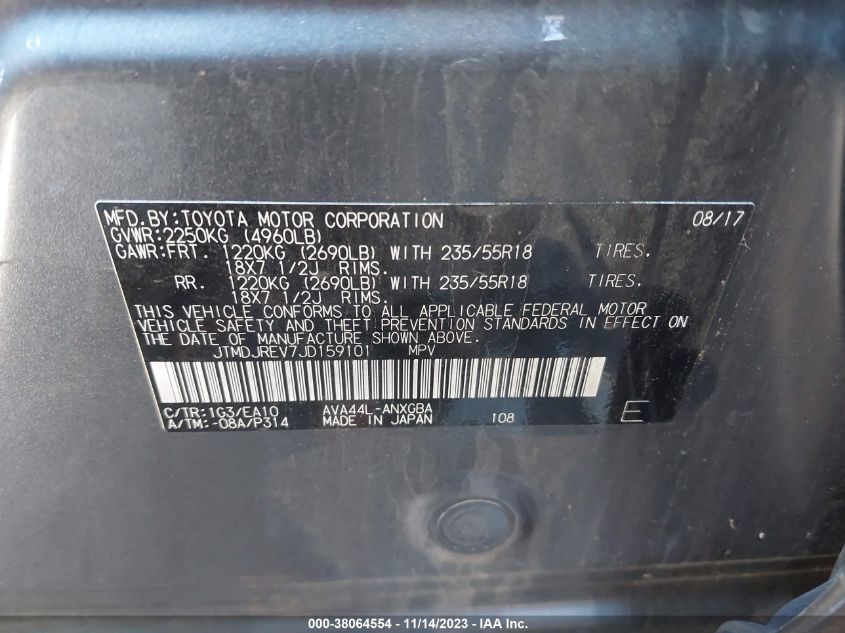 MFD.BY:TOYOTA MOTOR CORPORATION 08/17
GVWR:2250KG (4960LB)
GAWR:FRT. 1220KG (2690LB) WITH 235/55R18 TIRES.
18X7 1/2J RIMS.
RR. 1220KG (2690LB) WITH 235/55R18 TIRES.
18X7 1/2J RIMS.
THIS VEHICLE CONFORMS TO ALL APPLICABLE FEDERAL MOTOR
VEHICLE SAFETY AND THEFT PREVENTION STANDARDS IN EFFECT ON
THE DATE OF MANUFACTURE SHOWN ABOVE.
JTMDJREV7JD159101 MPV
C/TR:1G3/EA10 AVA44L-ANXGBA
A/TM:-08A/P314 MADE IN JAPAN 108 E
000-38064554 - 11/14/2023 - IAA Inc.